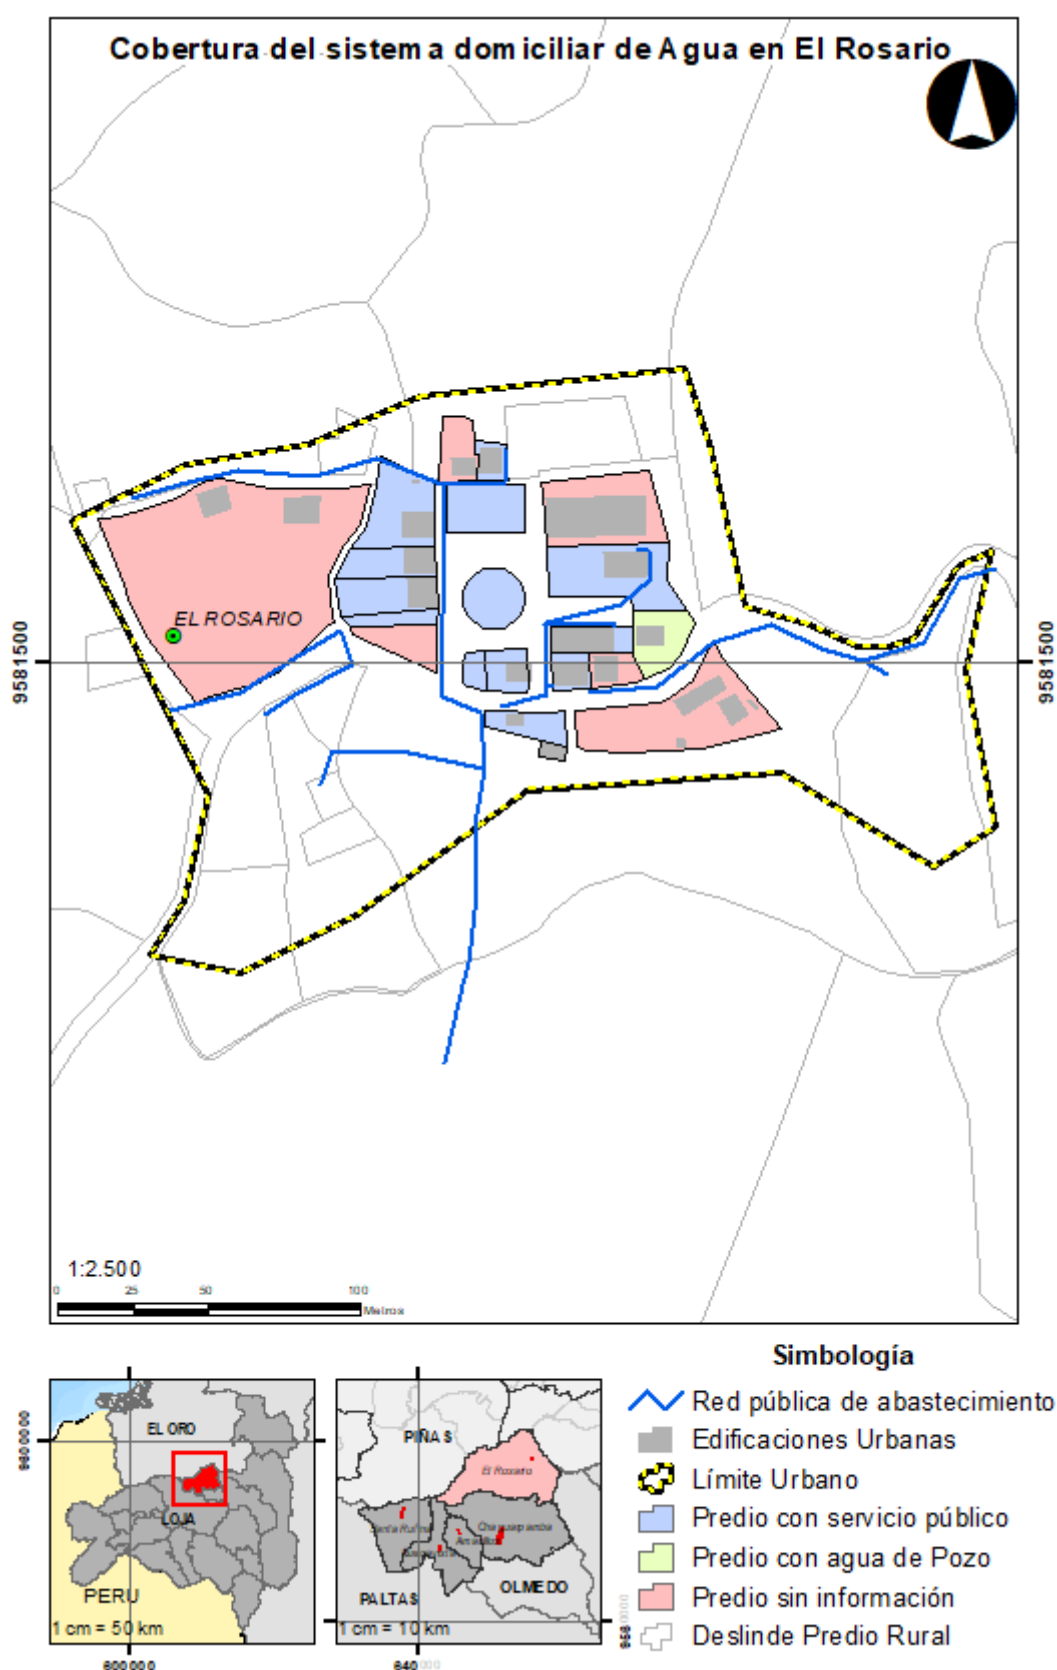 Cobertura del sistema domiciliar de Agua en El Rosario
9581500
9581500
EL ROSARIO
1:2.500
0 25 50 100
Metros
Simbología
Red pública de abastecimiento
Edificaciones Urbanas
Límite Urbano
Predio con servicio público
Predio con agua de Pozo
Predio sin información
Deslinde Predio Rural
EL ORO
LOJA
PERU
1 cm = 50 km
600000
PIÑAS
El Rosario
Santa Rufina
Chaguarpamba
PALTAS
OLMEDO
1 cm = 10 km
640000